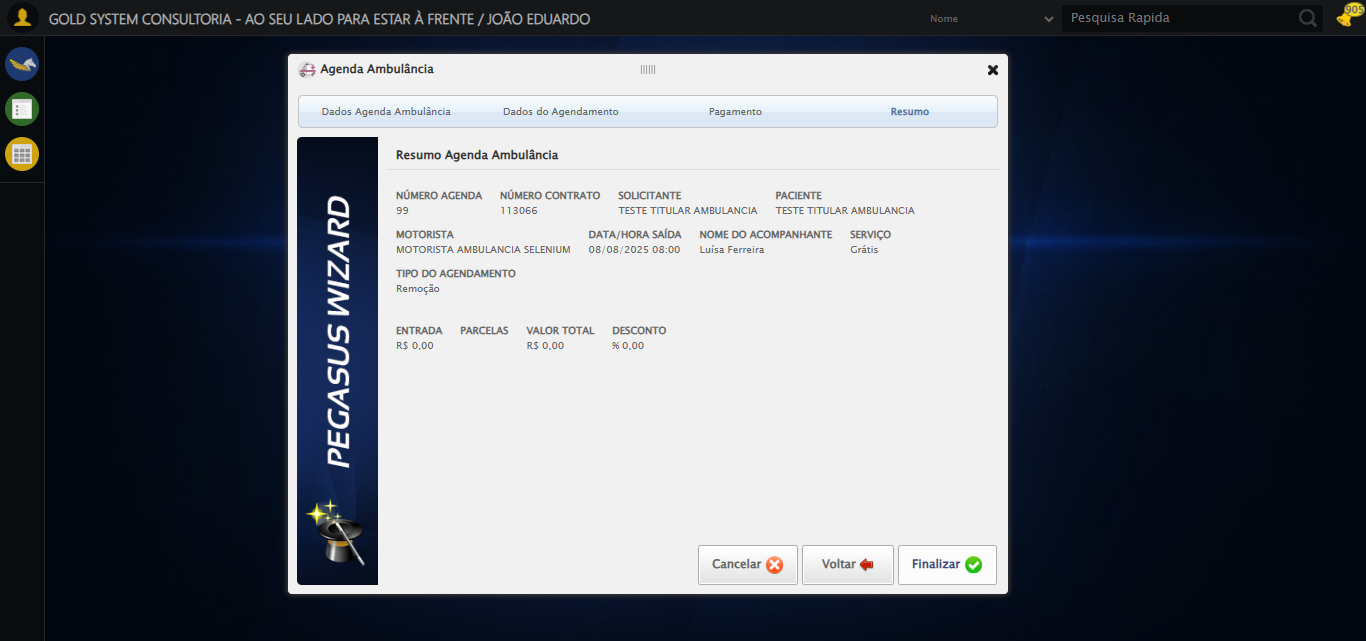 GOLD SYSTEM CONSULTORIA - AO SEU LADO PARA ESTAR À FRENTE / JOÃO EDUARDO
Nome
Pesquisa Rapida
905
Agenda Ambulância
Dados Agenda Ambulância Dados do Agendamento Pagamento Resumo
PEGASUS WIZARD
Resumo Agenda Ambulância
NÚMERO AGENDA NÚMERO CONTRATO SOLICITANTE PACIENTE
99 113066 TESTE TITULAR AMBULANCIA TESTE TITULAR AMBULANCIA
MOTORISTA DATA/HORA SAÍDA NOME DO ACOMPANHANTE SERVIÇO
MOTORISTA AMBULANCIA SELENIUM 08/08/2025 08:00 Luísa Ferreira Grátis
TIPO DO AGENDAMENTO
Remoção
ENTRADA PARCELAS VALOR TOTAL DESCONTO
R$ 0,00 R$ 0,00 % 0,00
Cancelar Voltar Finalizar